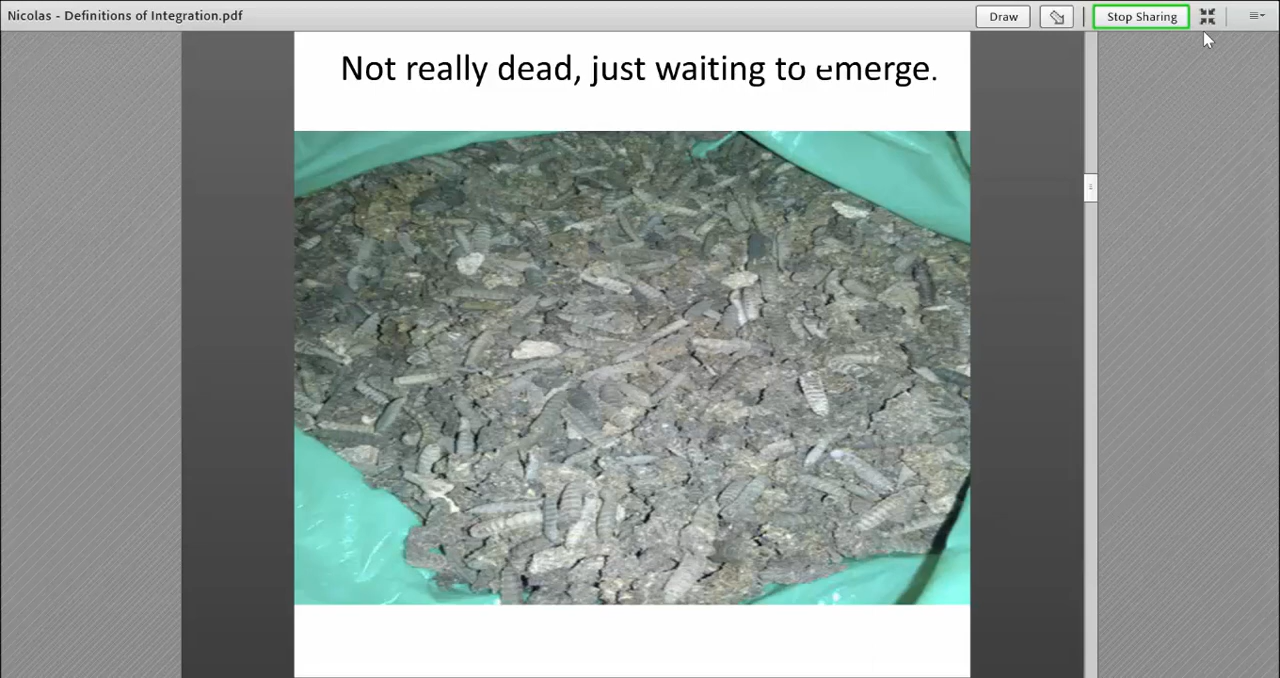 Nicolas - Definitions of Integration.pdf
Draw
Stop Sharing
Not really dead, just waiting to emerge.